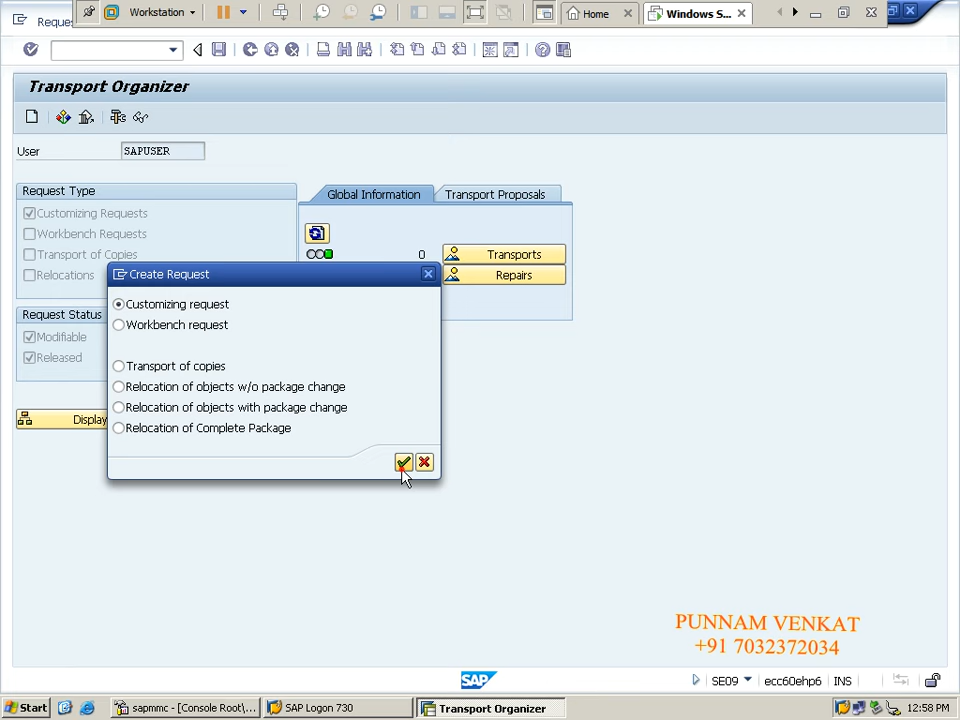 Workstation
Home
Windows S...
Reque
Transport Organizer
User
SAPUSER
Request Type
Customizing Requests
Workbench Requests
Transport of Copies
Relocations
Request Status
Modifiable
Released
Display
Global Information
Transport Proposals
0
Transports
Repairs
Create Request
Customizing request
Workbench request
Transport of copies
Relocation of objects w/o package change
Relocation of objects with package change
Relocation of Complete Package
PUNNAM VENKAT
+91 7032372034
SAP
SE09
ecc60ehp6
INS
Start
sapmmc - [Console Root\...
SAP Logon 730
Transport Organizer
12:58 PM